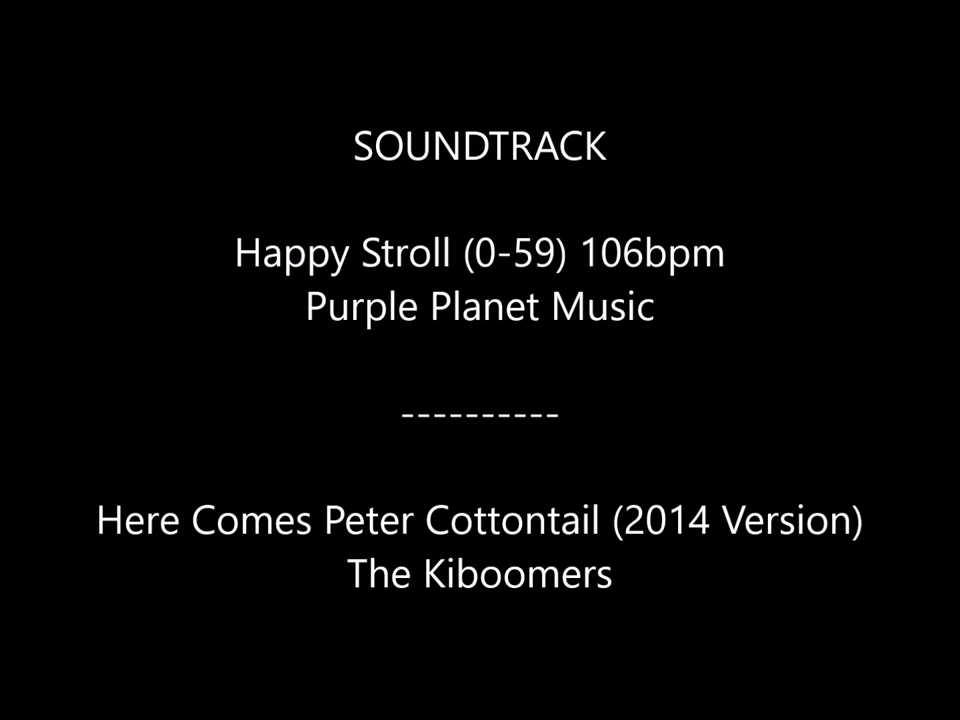 SOUNDTRACK
Happy Stroll (0-59) 106bpm
Purple Planet Music
----------
Here Comes Peter Cottontail (2014 Version)
The Kiboomers